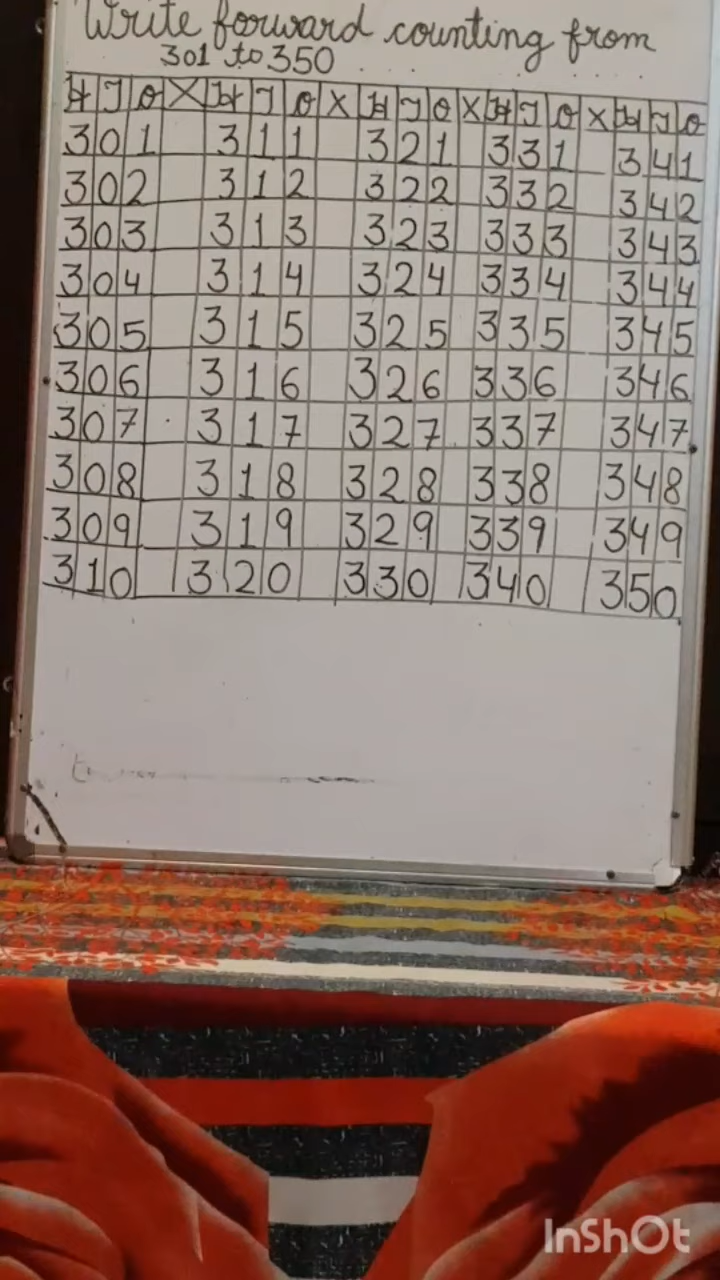 Write forward counting from
301 to 350
H T O X H T O X H T O X H T O X H T O
301 311 321 331 341
302 312 322 332 342
303 313 323 333 343
304 314 324 334 344
305 315 325 335 345
306 316 326 336 346
307 317 327 337 347
308 318 328 338 348
309 319 329 339 349
310 320 330 340 350
InShOt